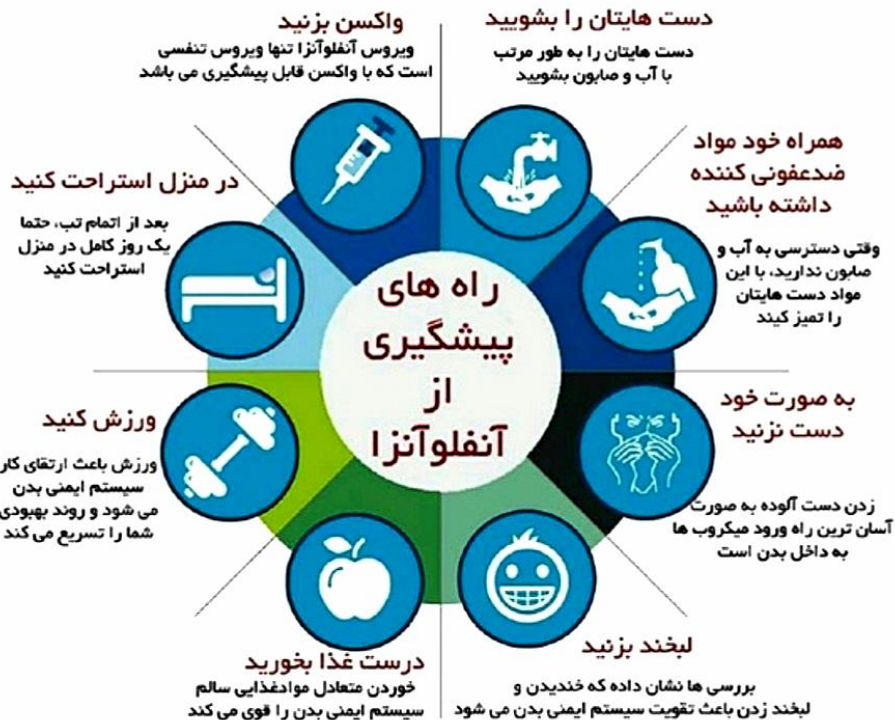 راه های
پیشگیری
از
آنفلوآنزا
دست هایتان را بشویید
دست هایتان را به طور مرتب
با آب و صابون بشویید
همراه خود مواد
ضدعفونی کننده
داشته باشید
وقتی دسترسی به آب و
صابون ندارید، با این
مواد دست هایتان
را تمیز کیند
به صورت خود
دست نزنید
زدن دست آلوده به صورت
آسان ترین راه ورود میکروب ها
به داخل بدن است
لبخند بزنید
بررسی ها نشان داده که خندیدن و
لبخند زدن باعث تقویت سیستم ایمنی بدن می شود
درست غذا بخورید
خوردن متعادل موادغذایی سالم
سیستم ایمنی بدن را قوی می کند
ورزش کنید
ورزش باعث ارتقای کار
سیستم ایمنی بدن
می شود و روند بهبودی
شما را تسریع می کند
در منزل استراحت کنید
بعد از اتمام تب، حتما
یک روز کامل در منزل
استراحت کنید
واکسن بزنید
ویروس آنفلوآنزا تنها ویروس تنفسی
است که با واکسن قابل پیشگیری می باشد